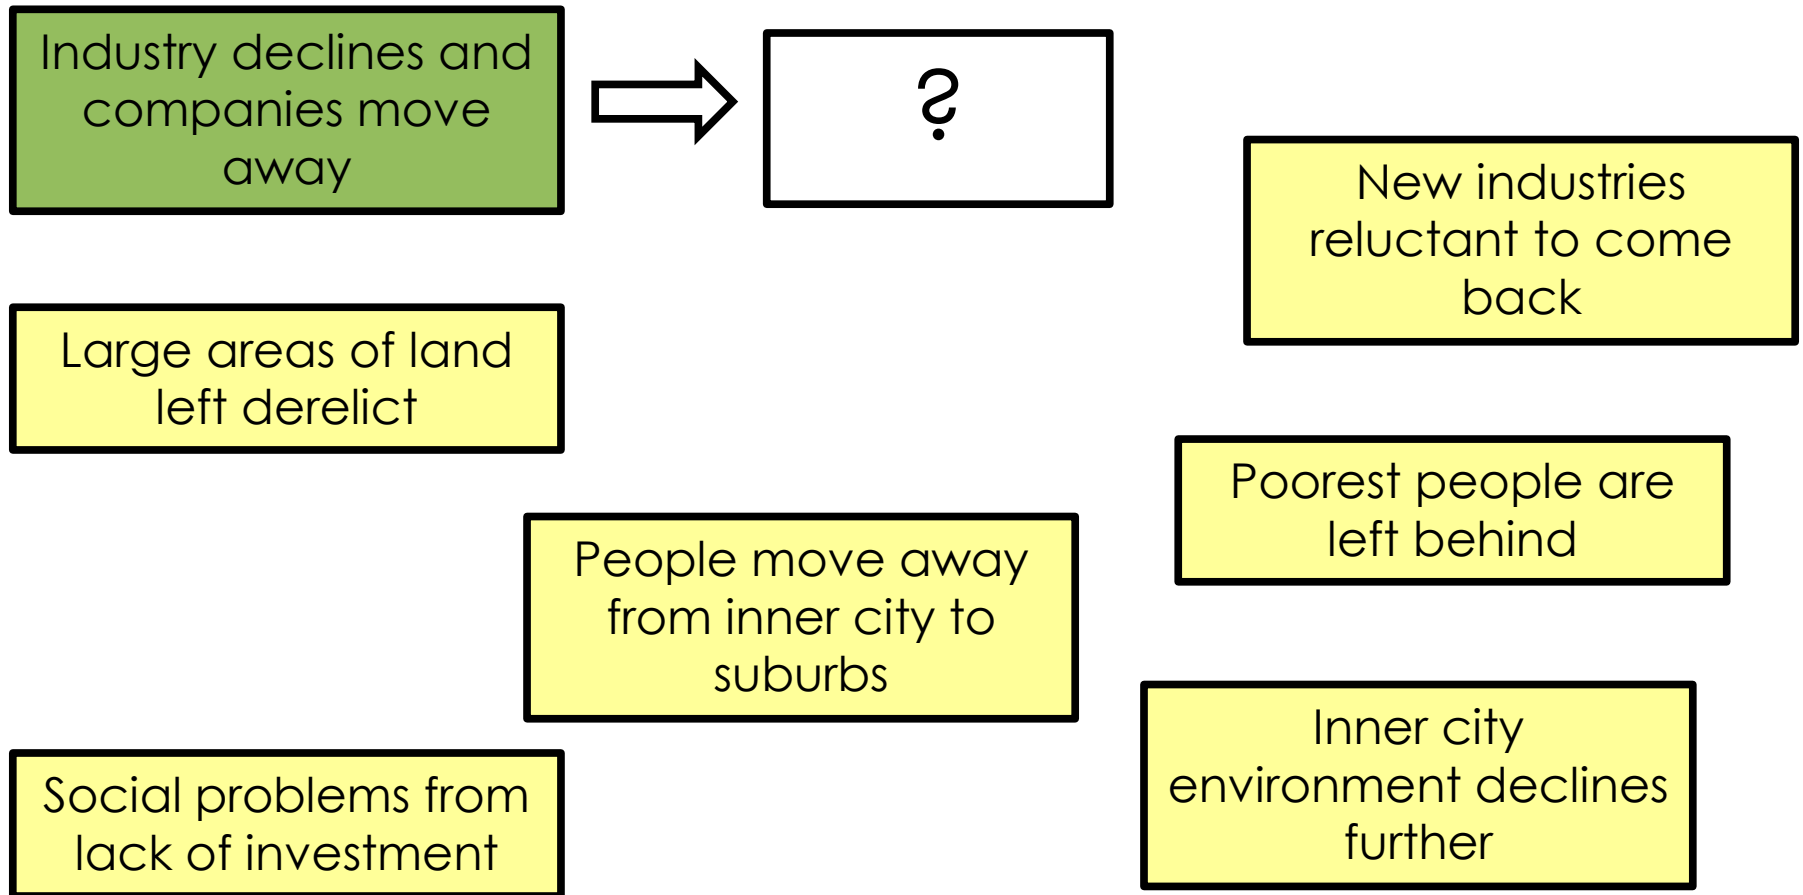 Industry declines and
companies move
away
?
New industries
reluctant to come
back
Large areas of land
left derelict
Poorest people are
left behind
People move away
from inner city to
suburbs
Inner city
environment declines
further
Social problems from
lack of investment